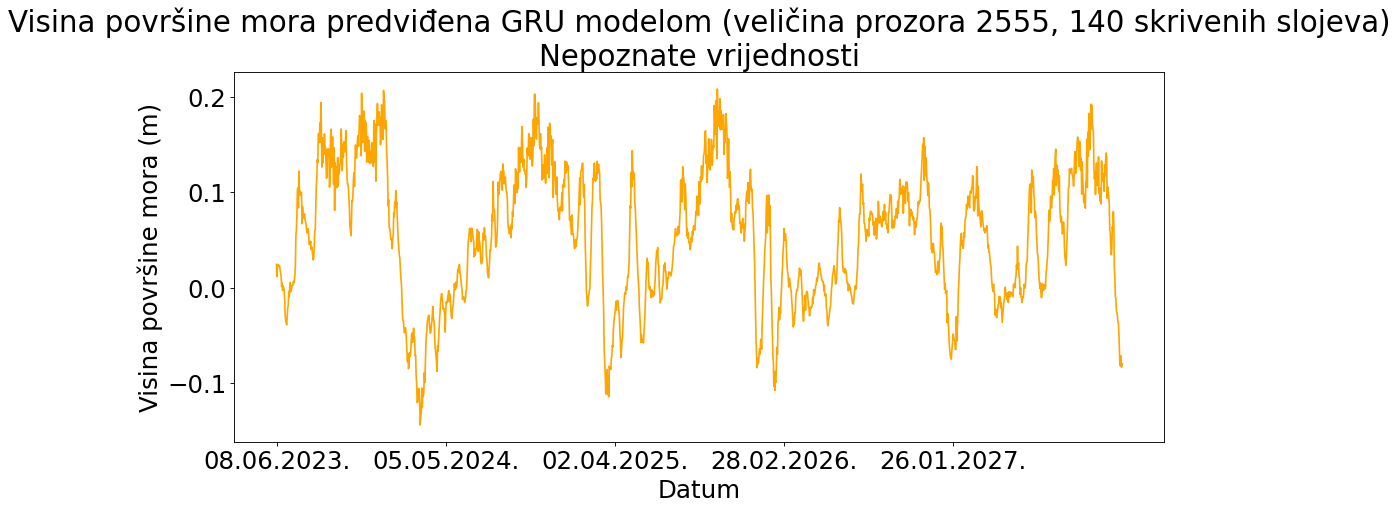 Visina površine mora predviđena GRU modelom (veličina prozora 2555, 140 skrivenih slojeva)
Nepoznate vrijednosti
Visina površine mora (m)
0.2
0.1
0.0
−0.1
08.06.2023. 05.05.2024. 02.04.2025. 28.02.2026. 26.01.2027.
Datum